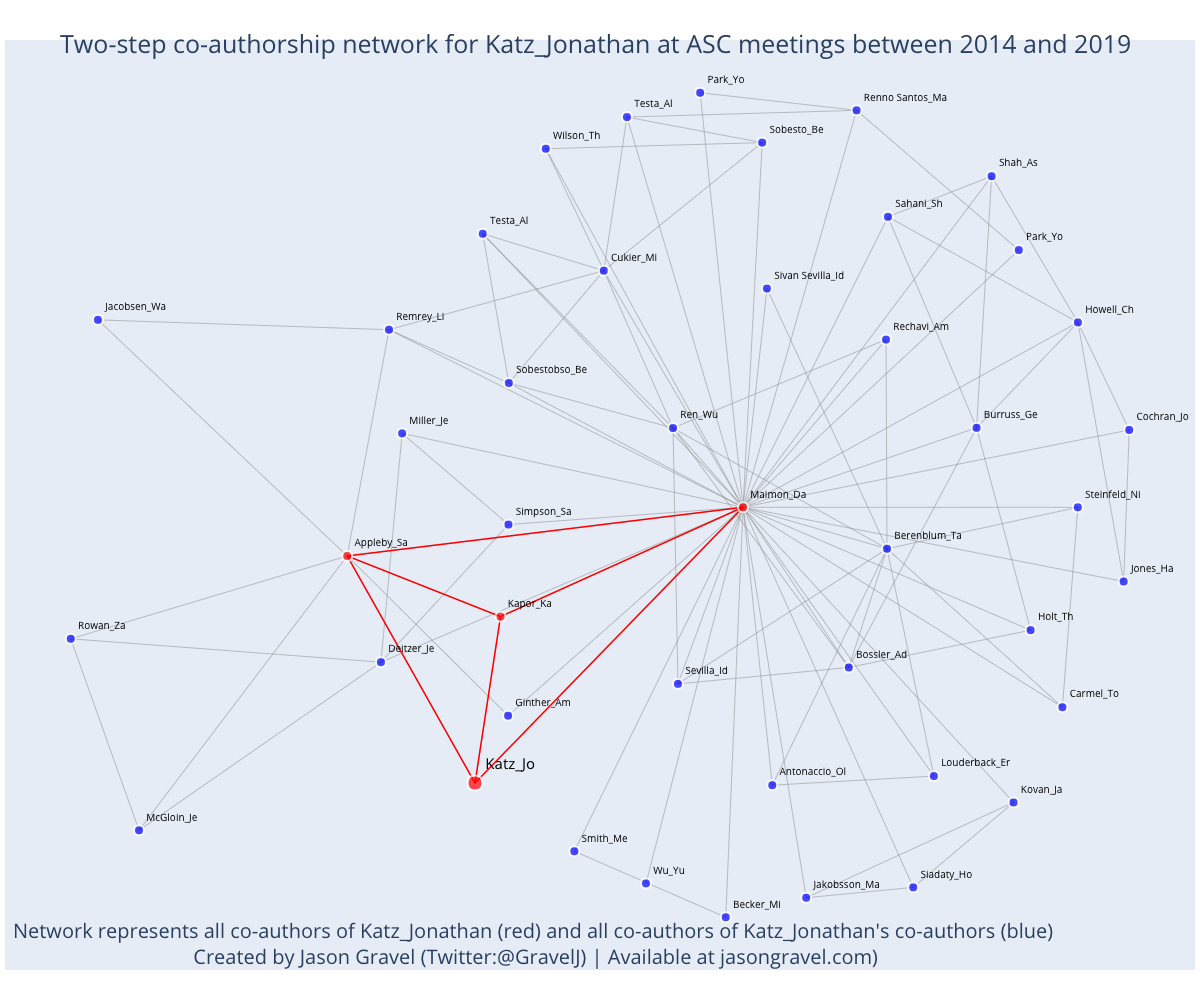 Two-step co-authorship network for Katz_Jonathan at ASC meetings between 2014 and 2019
Park_Yo
Renno Santos_Ma
Testa_Al
Sobesto_Be
Wilson_Th
Shah_As
Sahani_Sh
Testa_Al
Park_Yo
Cukier_Mi
Sivan Sevilla_Id
Jacobsen_Wa
Remrey_Li
Howell_Ch
Rechavi_Am
Sobestobso_Be
Miller_Je
Ren_Wu
Burruss_Ge
Cochran_Jo
Maimon_Da
Steinfeld_Ni
Simpson_Sa
Appleby_Sa
Berenblum_Ta
Jones_Ha
Kapor_Ka
Holt_Th
Rowan_Za
Deitzer_Je
Bossler_Ad
Sevilla_Id
Carmel_To
Ginther_Am
Katz_Jo
Antonaccio_Ol
Louderback_Er
Kovan_Ja
McGloin_Je
Smith_Me
Wu_Yu
Siadaty_Ho
Jakobsson_Ma
Becker_Mi
Network represents all co-authors of Katz_Jonathan (red) and all co-authors of Katz_Jonathan's co-authors (blue)
Created by Jason Gravel (Twitter:@GravelJ) | Available at jasongravel.com)